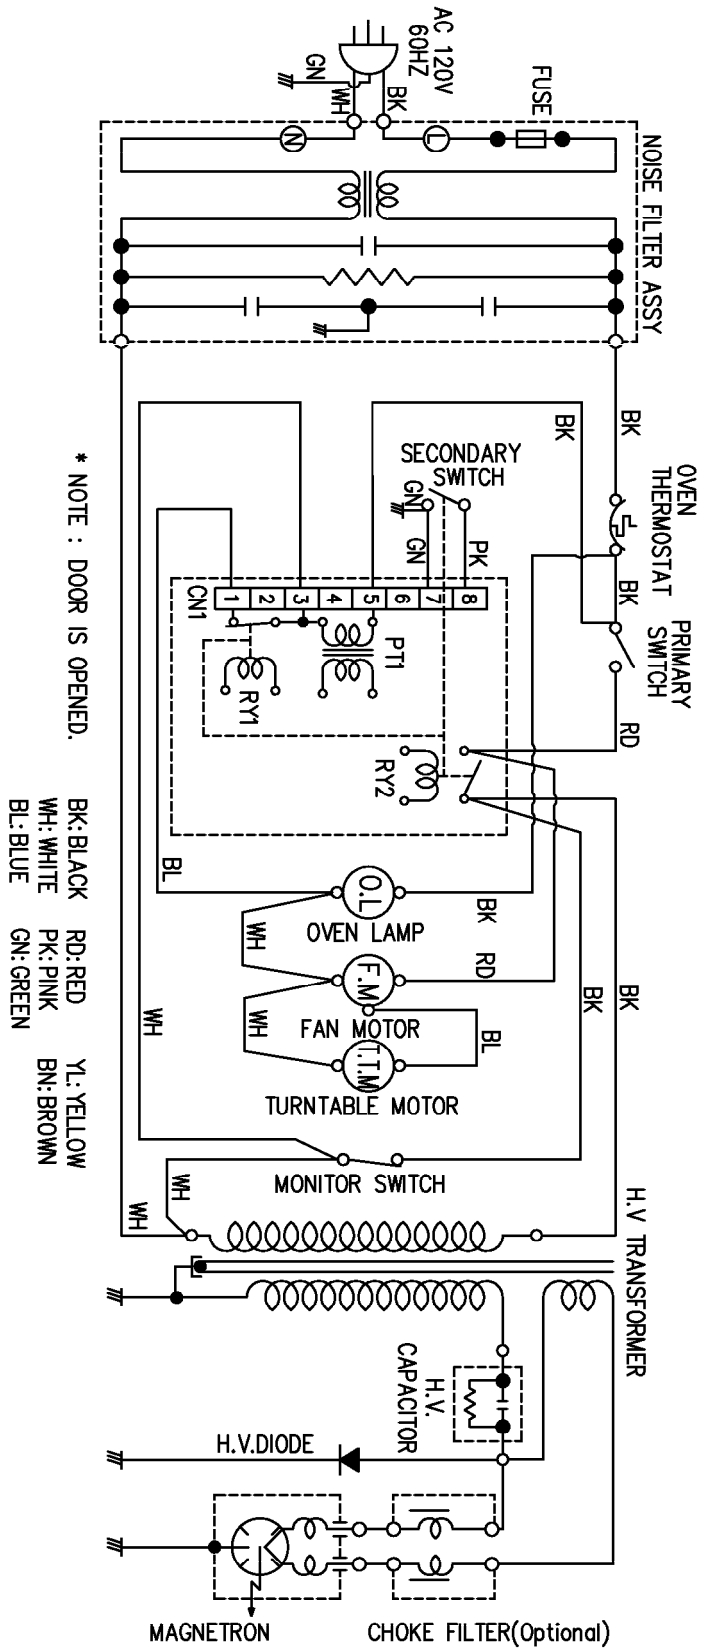 AC 120V
60HZ
GN
WH
BK
N
L
FUSE
NOISE FILTER ASSY
BK
OVEN
THERMOSTAT
BK
PRIMARY
SWITCH
RD
BK
SECONDARY
SWITCH
GN
GN
PK
CN1
1 2 3 4 5 6 7 8
PT1
RY1
RY2
* NOTE : DOOR IS OPENED.
BK:BLACK RD:RED YL:YELLOW
WH:WHITE PK:PINK BN:BROWN
BL:BLUE GN:GREEN
BL
O.L
OVEN LAMP
BK
WH
F.M
FAN MOTOR
RD
WH
BL
T.T.M
TURNTABLE MOTOR
BK
BK
WH
MONITOR SWITCH
WH
WH
H.V TRANSFORMER
H.V.
CAPACITOR
H.V.DIODE
MAGNETRON
CHOKE FILTER(Optional)